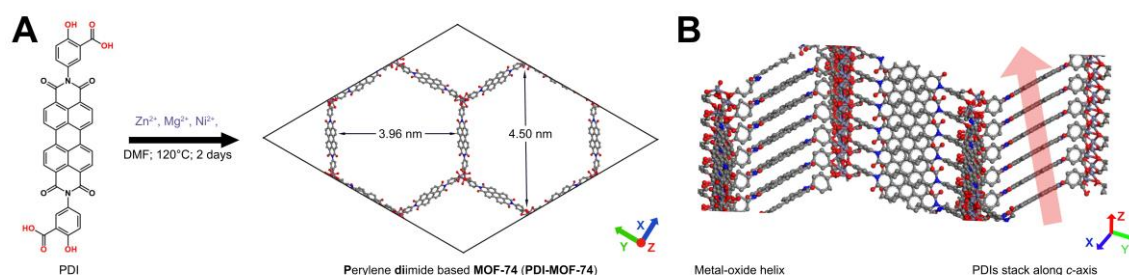 A
OH
O
OH
O
N
O
O
N
O
HO
O
OH
PDI
Zn²⁺, Mg²⁺, Ni²⁺,
DMF; 120°C; 2 days
3.96 nm
4.50 nm
X
Y
Z
Perylene diimide based MOF-74 (PDI-MOF-74)
B
Z
X
Y
Metal-oxide helix
PDIs stack along c-axis